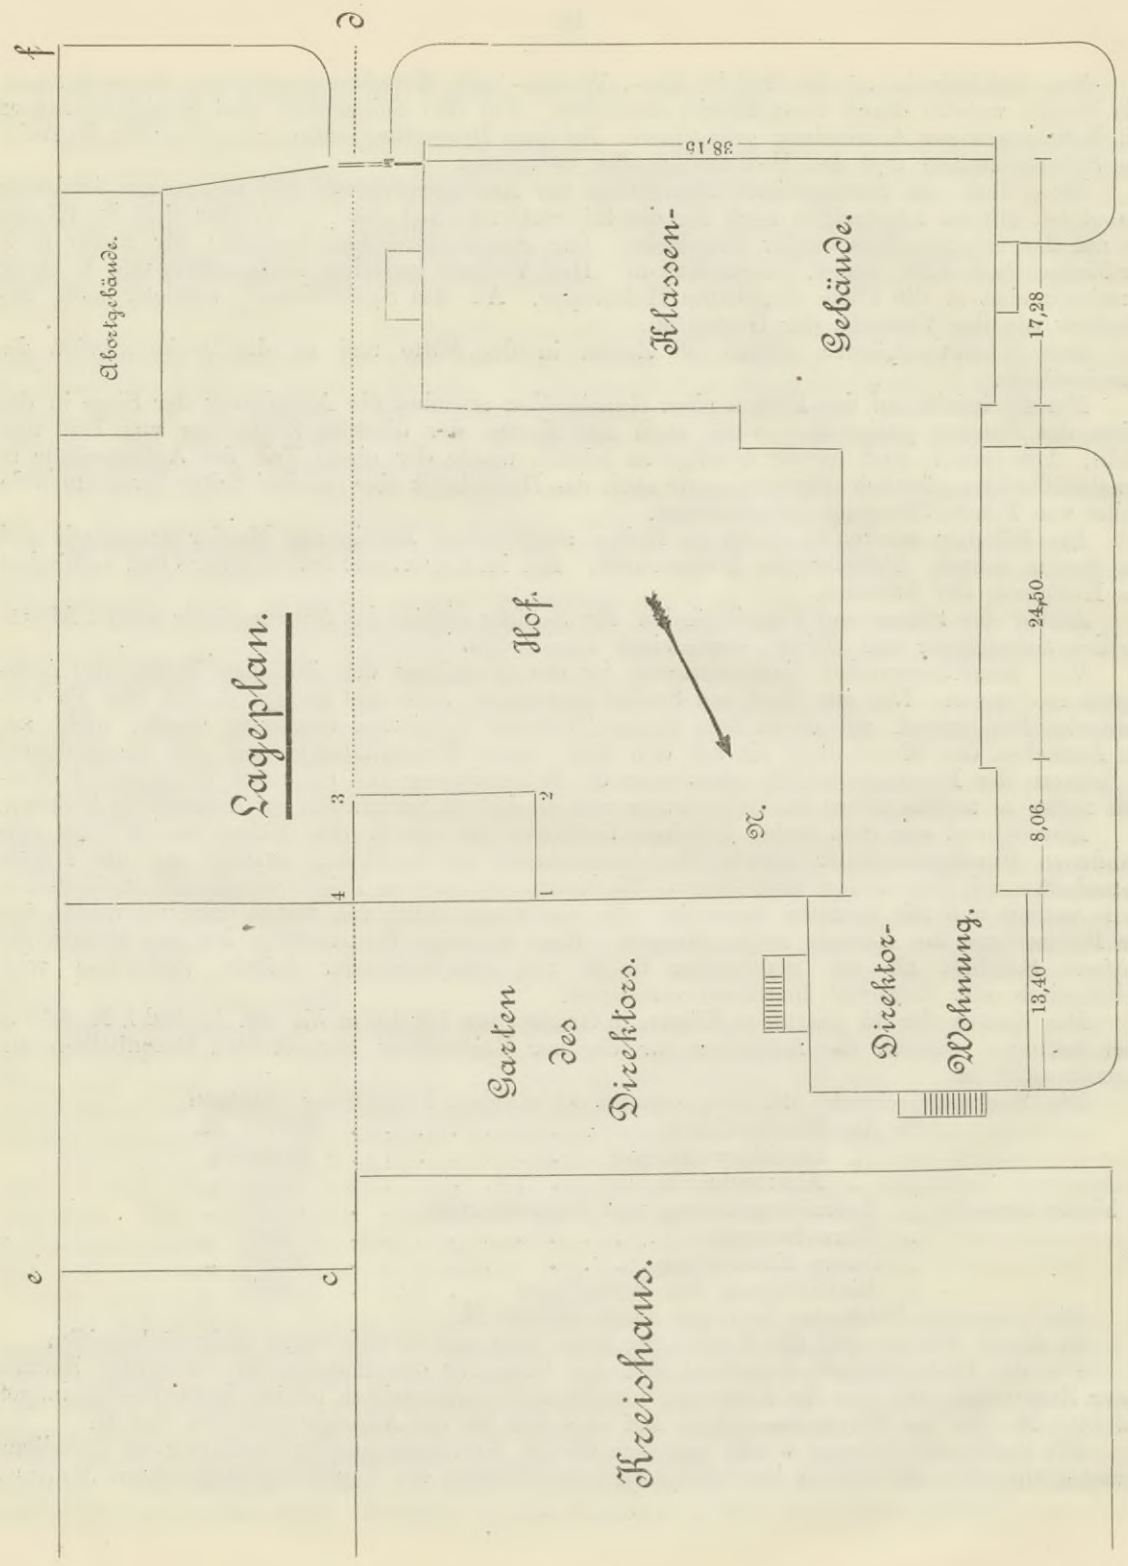 Lageplan.
f
d
e
c
Abortgebäude.
38,15
Klassen-
Gebäude.
17,28
Hof.
24,50
3
2
4
1
N.
8,06
Garten
des
Direktors.
Direktor-
Wohnung.
13,40
Kreishaus.